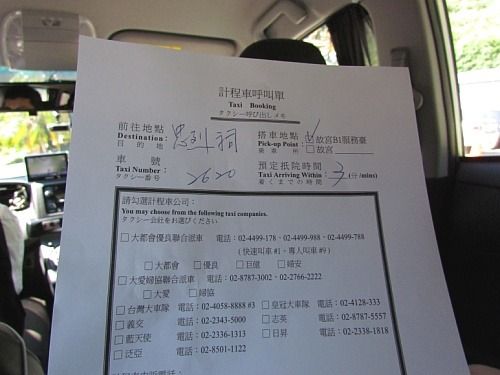 計程車呼叫單
Taxi Booking
タクシー呼び出しメモ
前往地點
Destination:
目的地
忠烈祠
搭車地點
Pick-up Point:
乗車所
☑故宮B1服務臺
□故宮
車號
Taxi Number:
タクシー番号
2620
預定抵院時間
Taxi Arriving Within:
着くまでの時間
3 (分/mins)
請勾選計程車公司：
You may choose from the following taxi companes.
タクシー会社をお選びください
□大都會優良聯合派車 電話：02-4499-178、02-4499-988、02-4499-788
(快速叫車#1、專人叫車#9)
□大都會 □優良 □巨龍 □婦安
□大愛婦協聯合派車 電話：02-8787-3002、02-2766-2222
□大愛 □婦協
□台灣大車隊 電話：02-4058-8888 #3 □皇冠大車隊 電話：02-4128-333
□義交 電話：02-2343-5000 □志英 電話：02-8787-5557
□藍天使 電話：02-2336-1313 □日昇 電話：02-2338-1818
□泛亞 電話：02-8501-1122